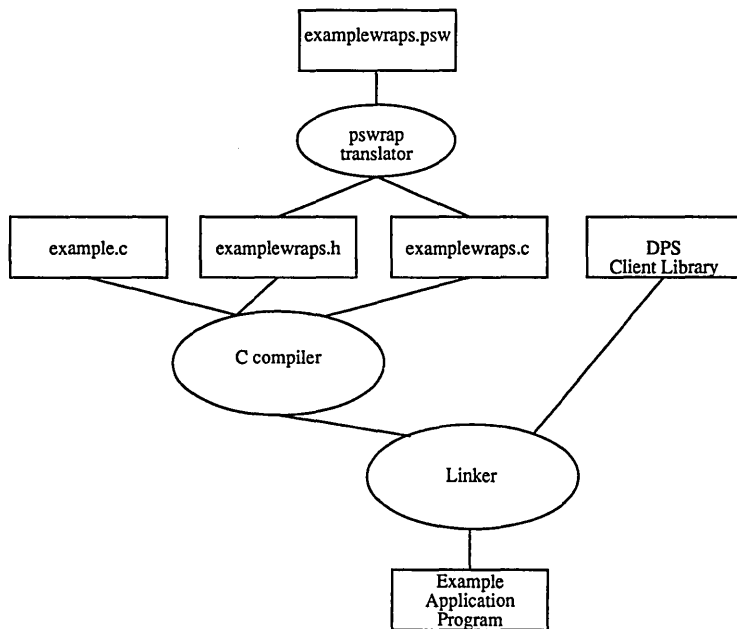 examplewraps.psw
pswrap
translator
example.c
examplewraps.h
examplewraps.c
DPS
Client Library
C compiler
Linker
Example
Application
Program